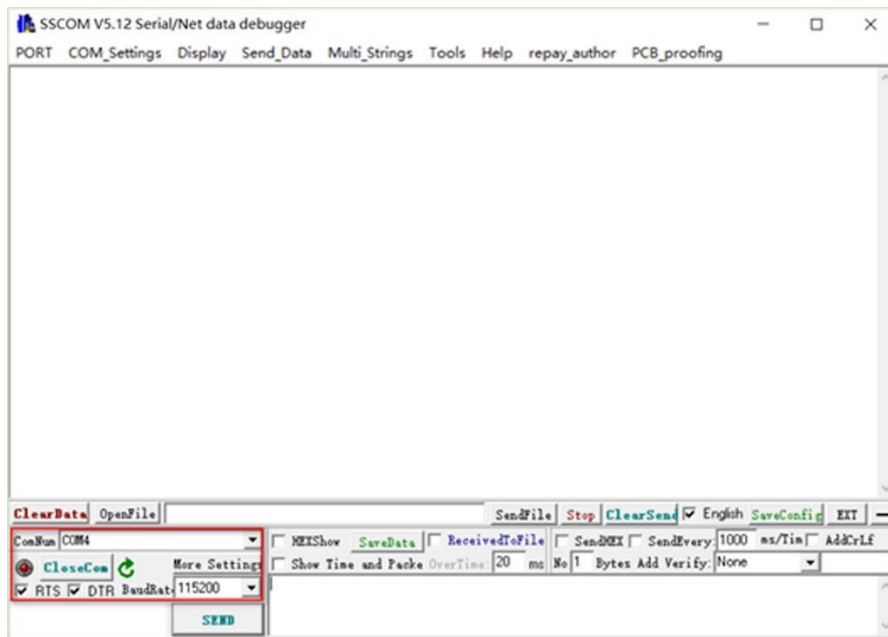 SSCOM V5.12 Serial/Net data debugger
PORT COM_Settings Display Send_Data Multi_Strings Tools Help repay_author PCB_proofing
ClearData OpenFile SendFile Stop ClearSend English SaveConfig EXT
ComNum COM4 HEXShow SaveData ReceivedToFile SendHEX SendEvery: 1000 ms/Tim AddCrLf
CloseCom More Settings Show Time and Packe OverTime: 20 ms No 1 Bytes Add Verify: None
RTS DTR BaudRat 115200
SEND